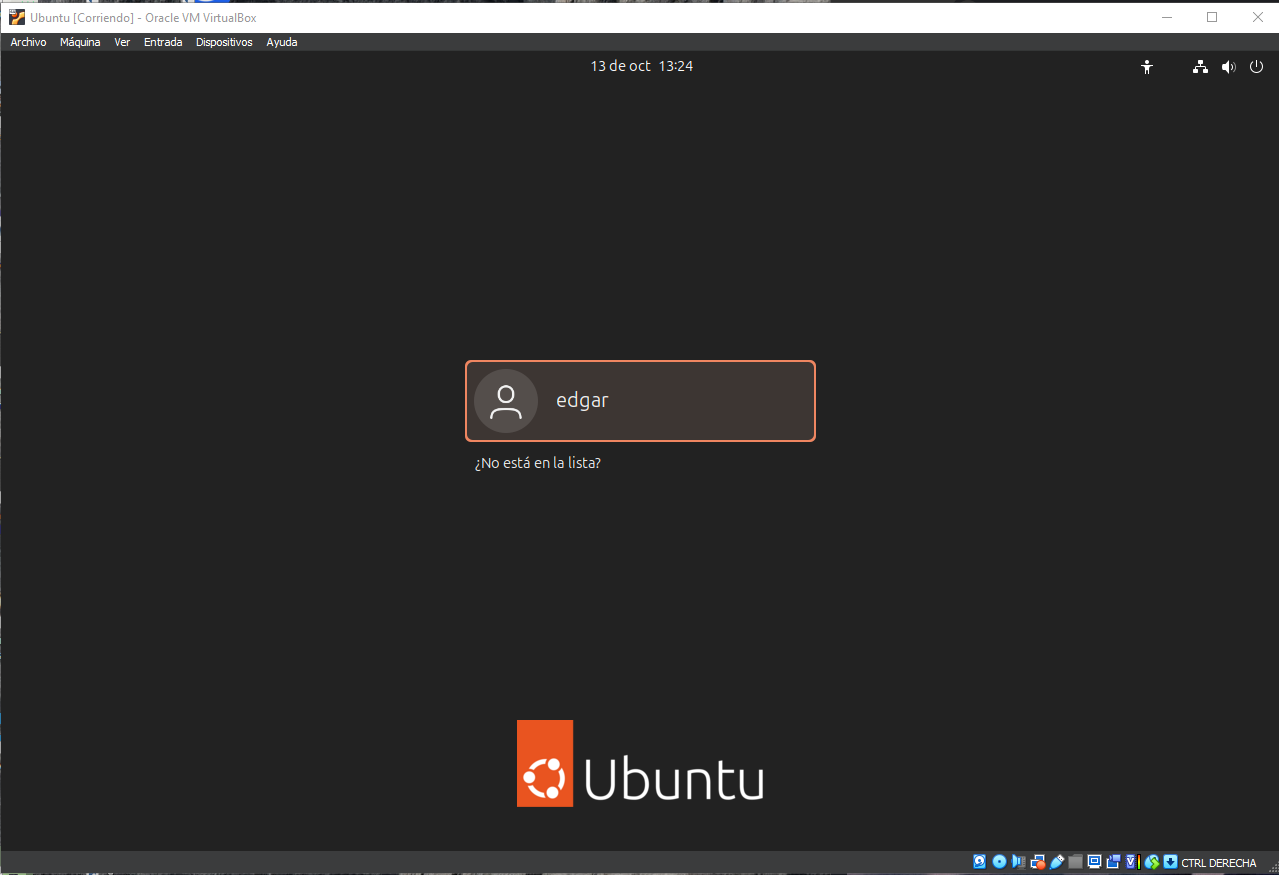 Ubuntu [Corriendo] - Oracle VM VirtualBox
Archivo Máquina Ver Entrada Dispositivos Ayuda
13 de oct 13:24
edgar
¿No está en la lista?
Ubuntu
CTRL DERECHA